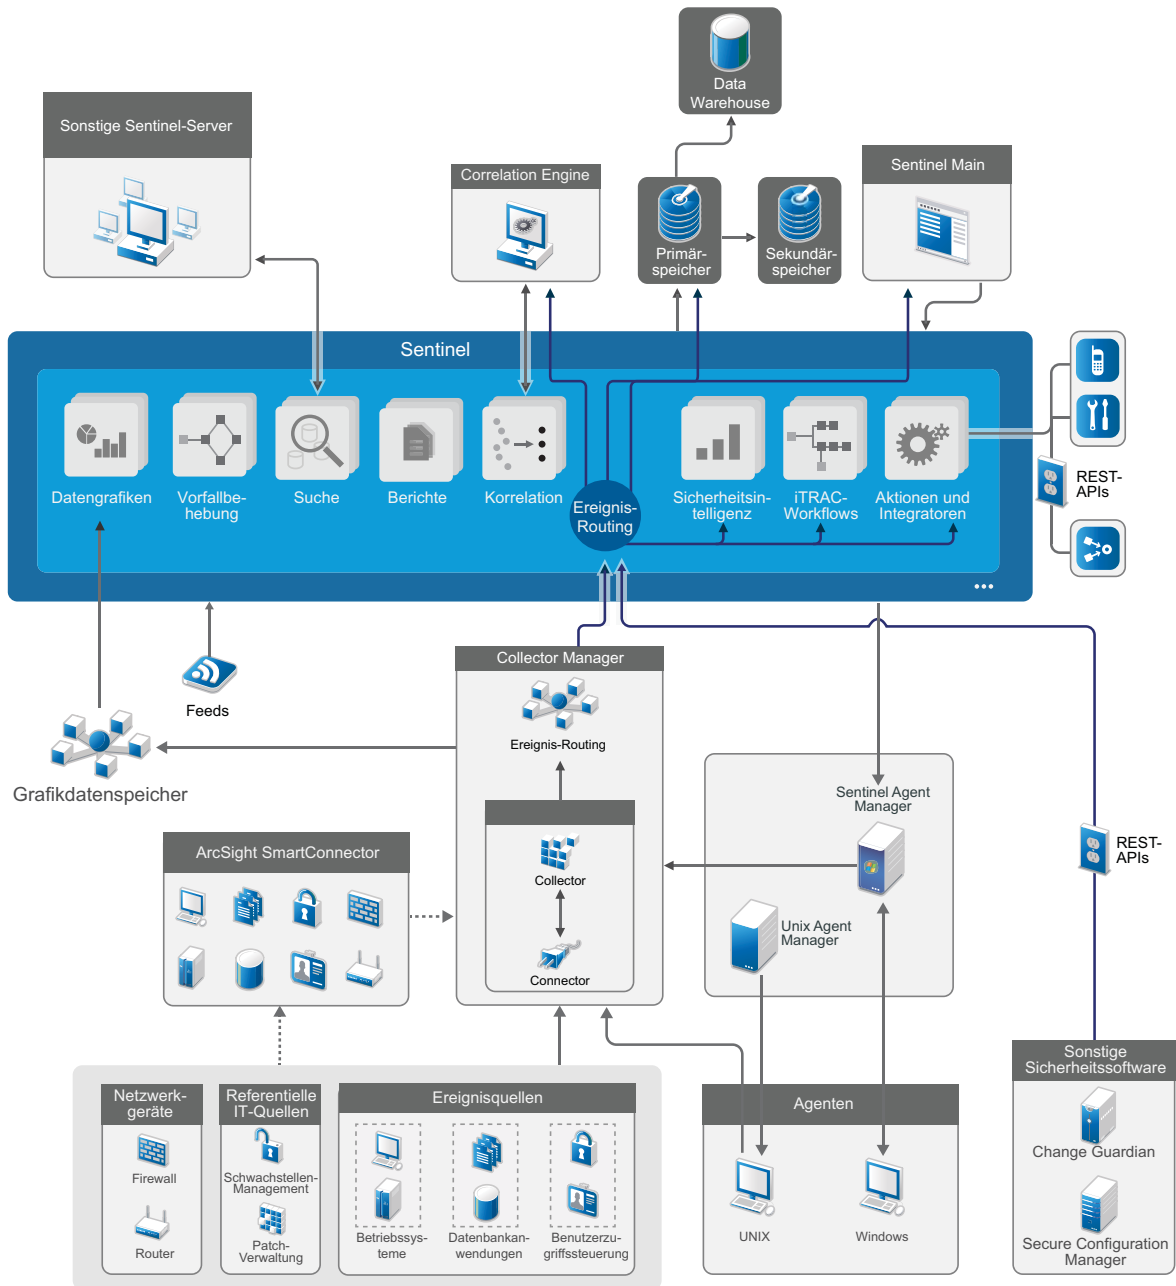 Data
Warehouse
Sonstige Sentinel-Server
Correlation Engine
Sentinel Main
Primär-
speicher
Sekundär-
speicher
Sentinel
Datengrafiken
Vorfallbe-
hebung
Suche
Berichte
Korrelation
Ereignis-
Routing
Sicherheitsin-
telligenz
iTRAC-
Workflows
Aktionen und
Integratoren
REST-
APIs
Feeds
Grafikdatenspeicher
Collector Manager
Ereignis-Routing
Collector
Connector
ArcSight SmartConnector
Sentinel Agent
Manager
Unix Agent
Manager
REST-
APIs
Netzwerk-
geräte
Firewall
Router
Referentielle
IT-Quellen
Schwachstellen-
Management
Patch-
Verwaltung
Ereignisquellen
Betriebssys-
teme
Datenbankan-
wendungen
Benutzerzu-
griffssteuerung
Agenten
UNIX
Windows
Sonstige
Sicherheitssoftware
Change Guardian
Secure Configuration
Manager